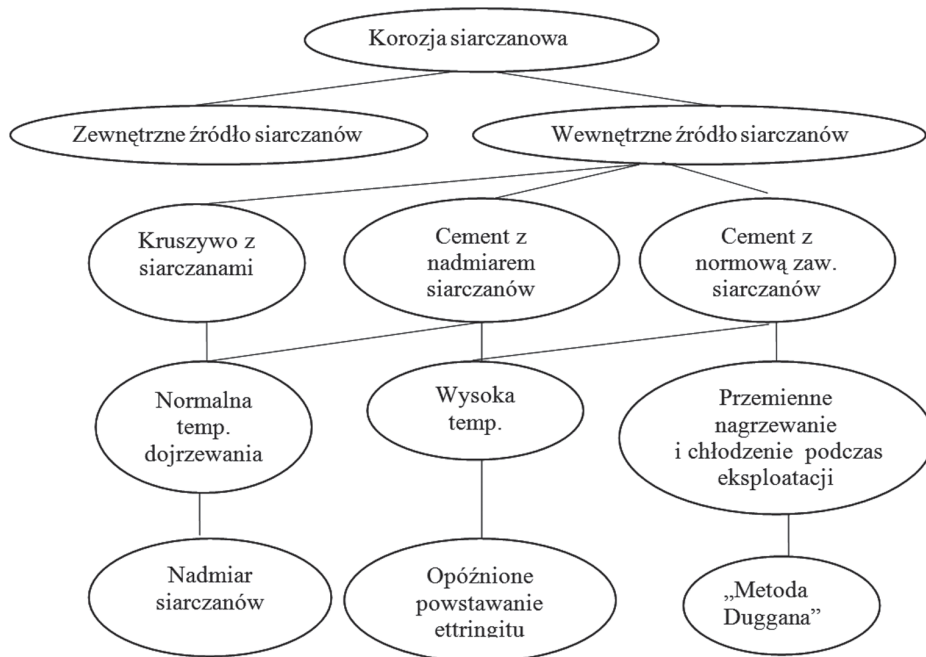 Korozja siarczanowa
Zewnętrzne źródło siarczanów
Wewnętrzne źródło siarczanów
Kruszywo z
siarczanami
Cement z
nadmiarem
siarczanów
Cement z
normową zaw.
siarczanów
Normalna
temp.
dojrzewania
Wysoka
temp.
Przemienne
nagrzewanie
i chłodzenie podczas
eksploatacji
Nadmiar
siarczanów
Opóźnione
powstawanie
ettringitu
„Metoda
Duggana”